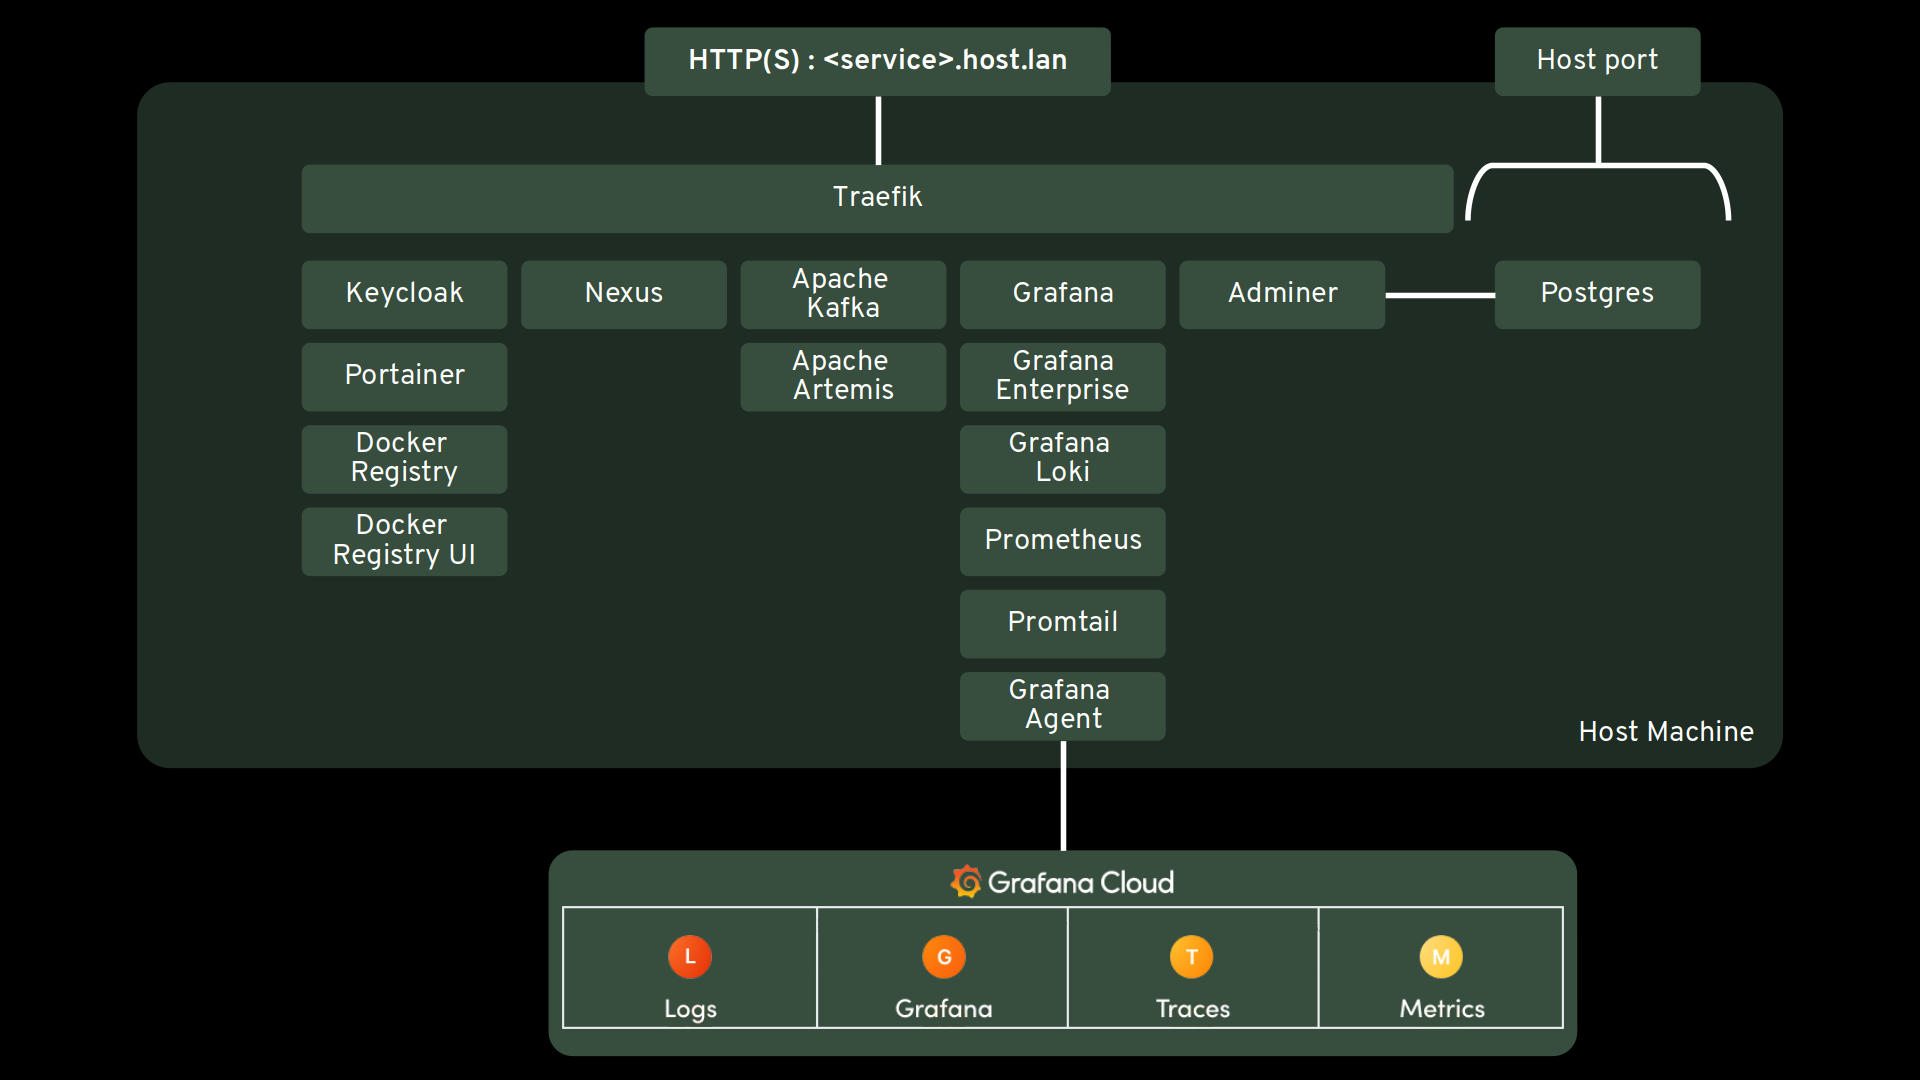 HTTP(S) : <service>.host.lan
Host port
Traefik
Keycloak
Nexus
Apache
Kafka
Grafana
Adminer
Postgres
Portainer
Apache
Artemis
Grafana
Enterprise
Docker
Registry
Grafana
Loki
Docker
Registry UI
Prometheus
Promtail
Grafana
Agent
Host Machine
Grafana Cloud
L
G
T
M
Logs
Grafana
Traces
Metrics